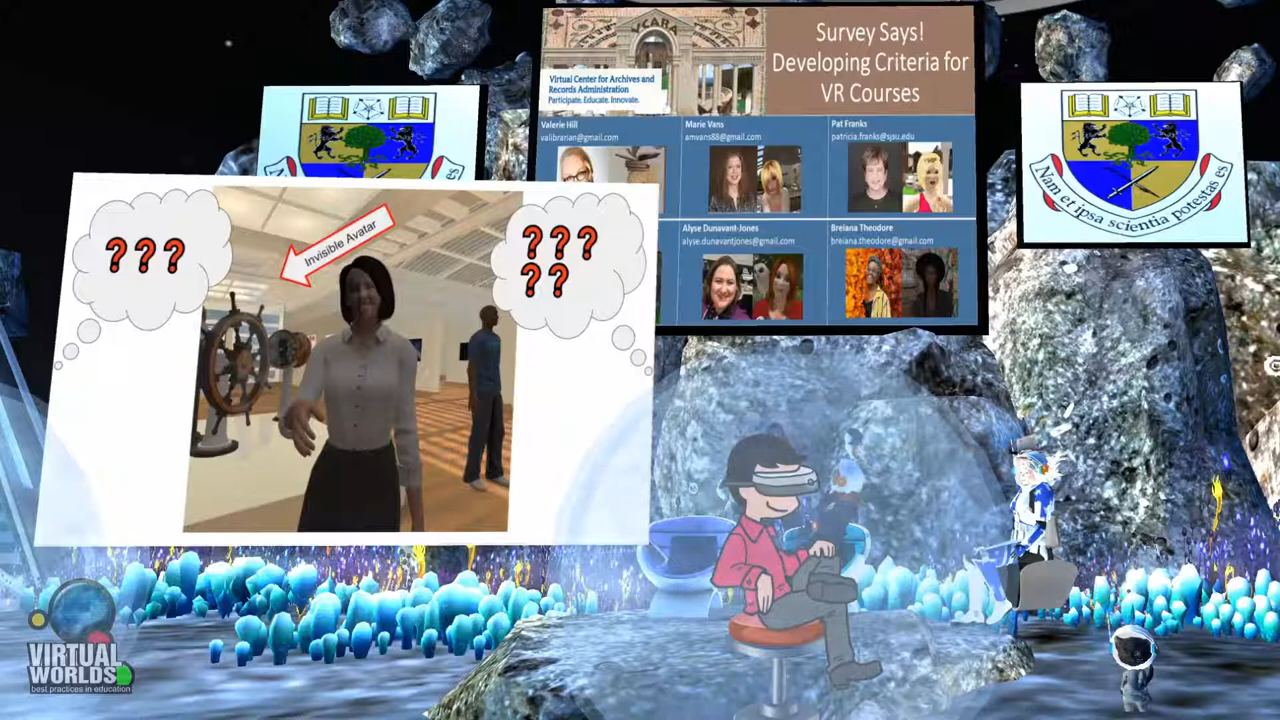 VCARA
Virtual Center for Archives and
Records Administration
Participate. Educate. Innovate.
Survey Says!
Developing Criteria for
VR Courses
Valerie Hill
valibrarian@gmail.com
Marie Vans
amvans88@gmail.com
Pat Franks
patricia.franks@sjsu.edu
Alyse Dunavant-Jones
alyse.dunavantjones@gmail.com
Breiana Theodore
breiana.theodore@gmail.com
Nam et ipsa scientia potestas es
???
Invisible Avatar
???
??
VIRTUAL
WORLDS
best practices in education